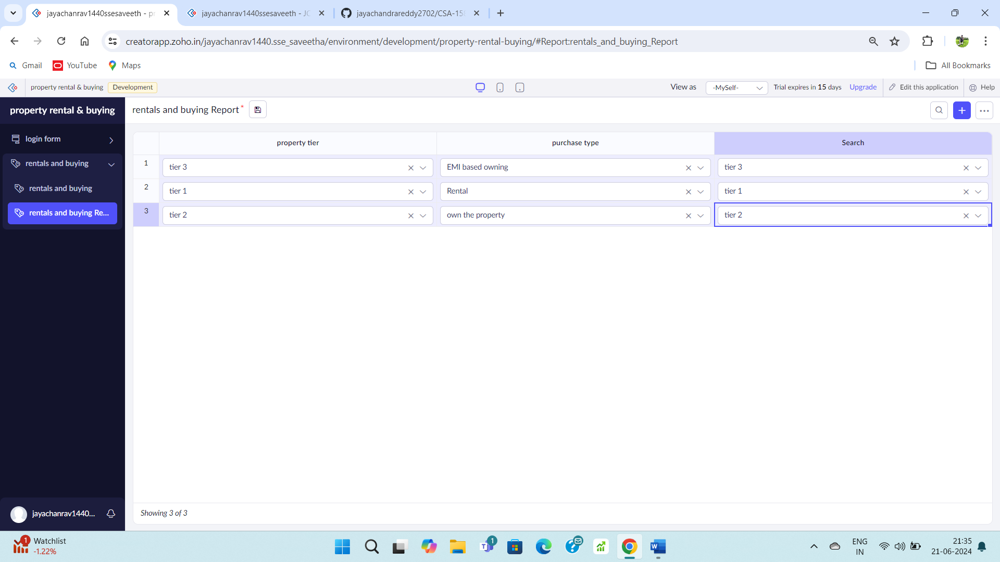 jayachanrav1440ssesaveeth - pr
jayachanrav1440ssesaveeth - JC
jayachandrareddy2702/CSA-158
creatorapp.zoho.in/jayachanrav1440.sse_saveetha/environment/development/property-rental-buying/#Report:rentals_and_buying_Report
Gmail
YouTube
Maps
All Bookmarks
property rental & buying
Development
View as
-MySelf-
Trial expires in 15 days
Upgrade
Edit this application
Help
property rental & buying
rentals and buying Report*
login form
rentals and buying
rentals and buying
rentals and buying Re...
property tier
purchase type
Search
1
tier 3
EMI based owning
tier 3
2
tier 1
Rental
tier 1
3
tier 2
own the property
tier 2
Showing 3 of 3
jayachanrav1440...
1
Watchlist
-1.22%
1
ENG
IN
21:35
21-06-2024